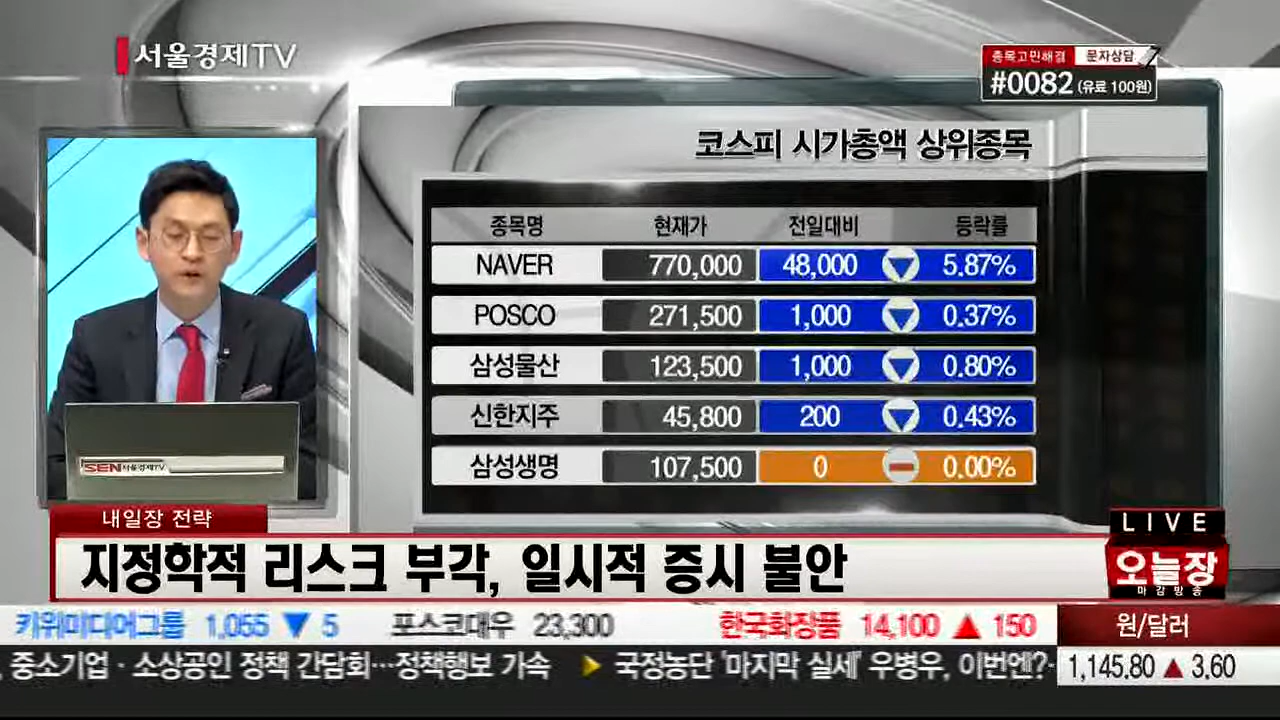 서울경제TV
종목고민해결 문자상담
#0082 (유료 100원)
코스피 시가총액 상위종목
종목명 현재가 전일대비 등락률
NAVER 770,000 48,000 ▼ 5.87%
POSCO 271,500 1,000 ▼ 0.37%
삼성물산 123,500 1,000 ▼ 0.80%
신한지주 45,800 200 ▼ 0.43%
삼성생명 107,500 0 - 0.00%
SEN 서울경제TV
내일장 전략
지정학적 리스크 부각, 일시적 증시 불안
LIVE
오늘장
마감방송
키위미디어그룹 1,055 ▼ 5 포스코대우 23,300 한국화장품 14,100 ▲ 150
원/달러
, 중소기업·소상공인 정책 간담회…정책행보 가속 ▶ 국정농단 '마지막 실세' 우병우, 이번엔?
1,145.80 ▲ 3.60